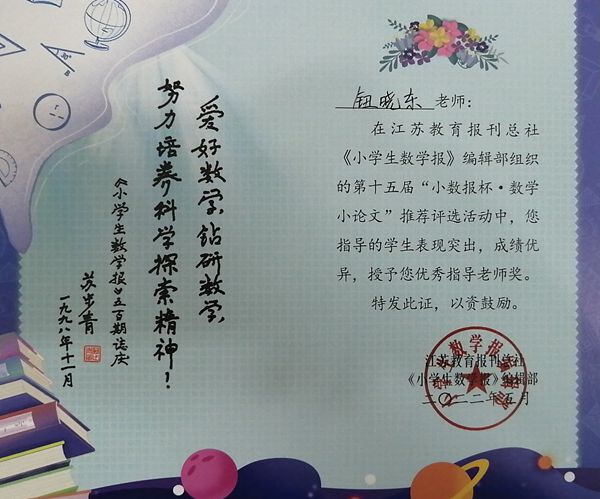 爱好数学,钻研数学,
努力培养科学探索精神!
《小学生数学报》五百期志庆
苏步青
一九九八年十一月
钮晓东 老师:
在江苏教育报刊总社
《小学生数学报》编辑部组织
的第十五届“小数报杯·数学
小论文”推荐评选活动中,您
指导的学生表现突出,成绩优
异,授予您优秀指导老师奖。
特发此证,以资鼓励。
江苏教育报刊总社
《小学生数学报》编辑部
二〇二二年五月